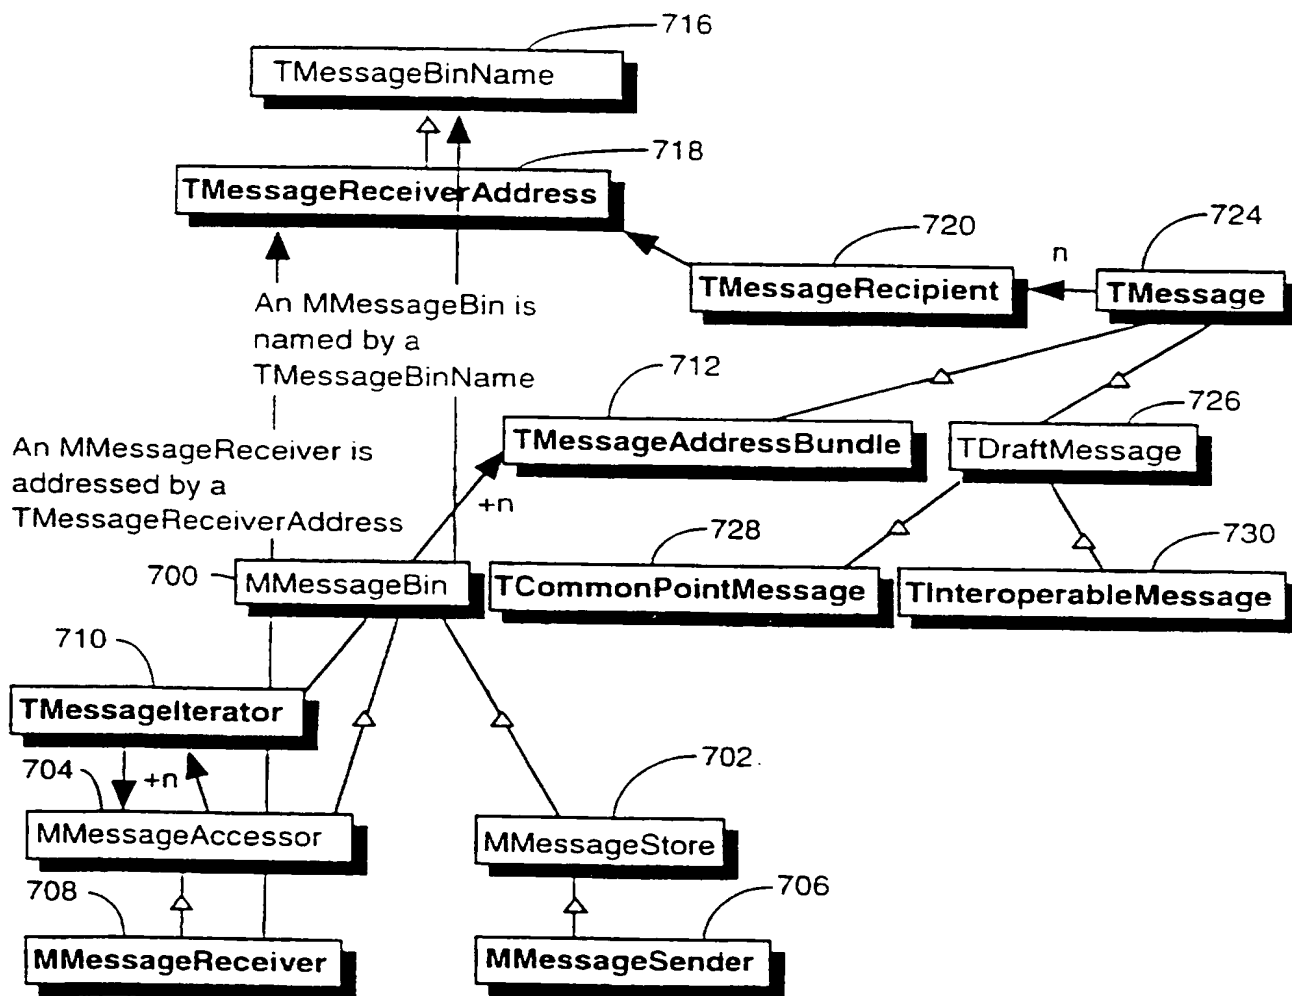 716
TMessageBinName
718
TMessageReceiverAddress
720
724
n
TMessageRecipient
TMessage
An MMessageBin is
named by a
TMessageBinName
712
726
TMessageAddressBundle
TDraftMessage
An MMessageReceiver is
addressed by a
TMessageReceiverAddress
+n
728
730
700
MMessageBin
TCommonPointMessage
TInteroperableMessage
710
TMessageIterator
704
+n
702
MMessageAccessor
MMessageStore
708
706
MMessageReceiver
MMessageSender